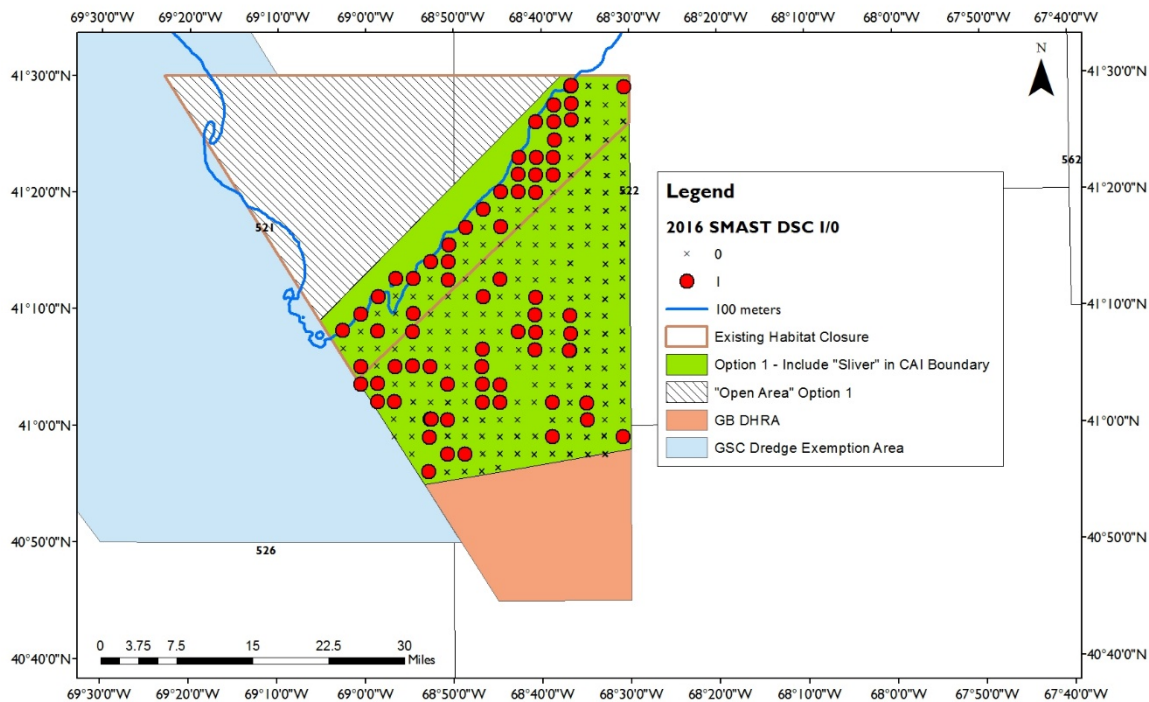 69°30'0"W 69°20'0"W 69°10'0"W 69°0'0"W 68°50'0"W 68°40'0"W 68°30'0"W 68°20'0"W 68°10'0"W 68°0'0"W 67°50'0"W 67°40'0"W
N
41°30'0"N 41°30'0"N
562
41°20'0"N 522 41°20'0"N
521
41°10'0"N 41°10'0"N
41°0'0"N 41°0'0"N
Legend
2016 SMAST DSC I/0
0
I
100 meters
Existing Habitat Closure
Option 1 - Include "Sliver" in CAI Boundary
"Open Area" Option 1
GB DHRA
GSC Dredge Exemption Area
40°50'0"N 526 40°50'0"N
0 3.75 7.5 15 22.5 30
Miles
40°40'0"N 40°40'0"N
69°30'0"W 69°20'0"W 69°10'0"W 69°0'0"W 68°50'0"W 68°40'0"W 68°30'0"W 68°20'0"W 68°10'0"W 68°0'0"W 67°50'0"W 67°40'0"W